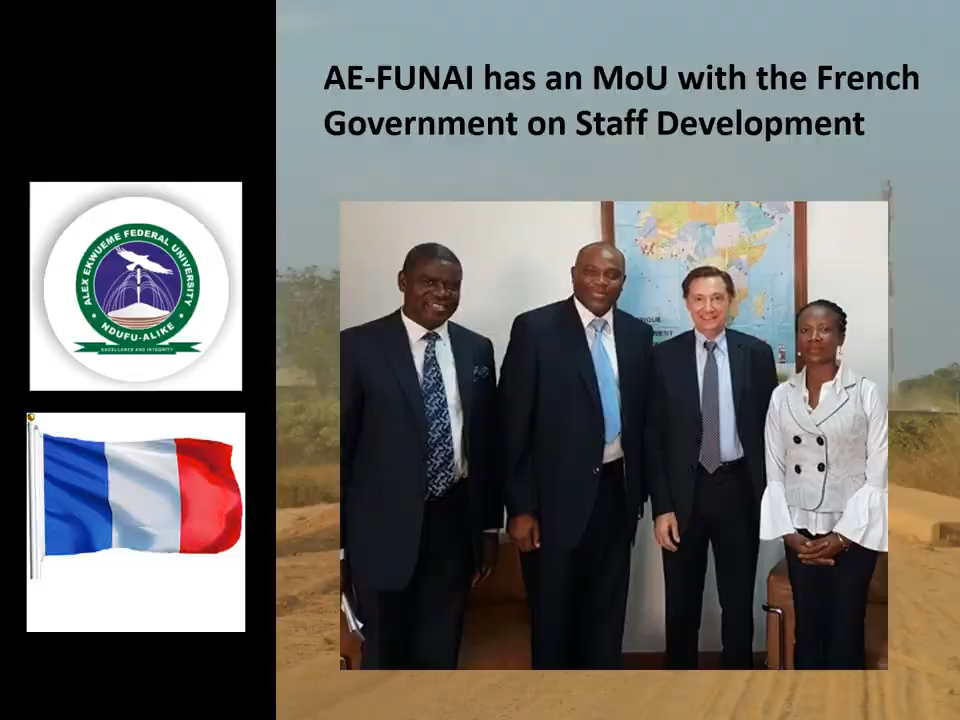 AE-FUNAI has an MoU with the French
Government on Staff Development
ALEX EKWUEME FEDERAL UNIVERSITY
NDUFU-ALIKE
EXCELLENCE AND INTEGRITY